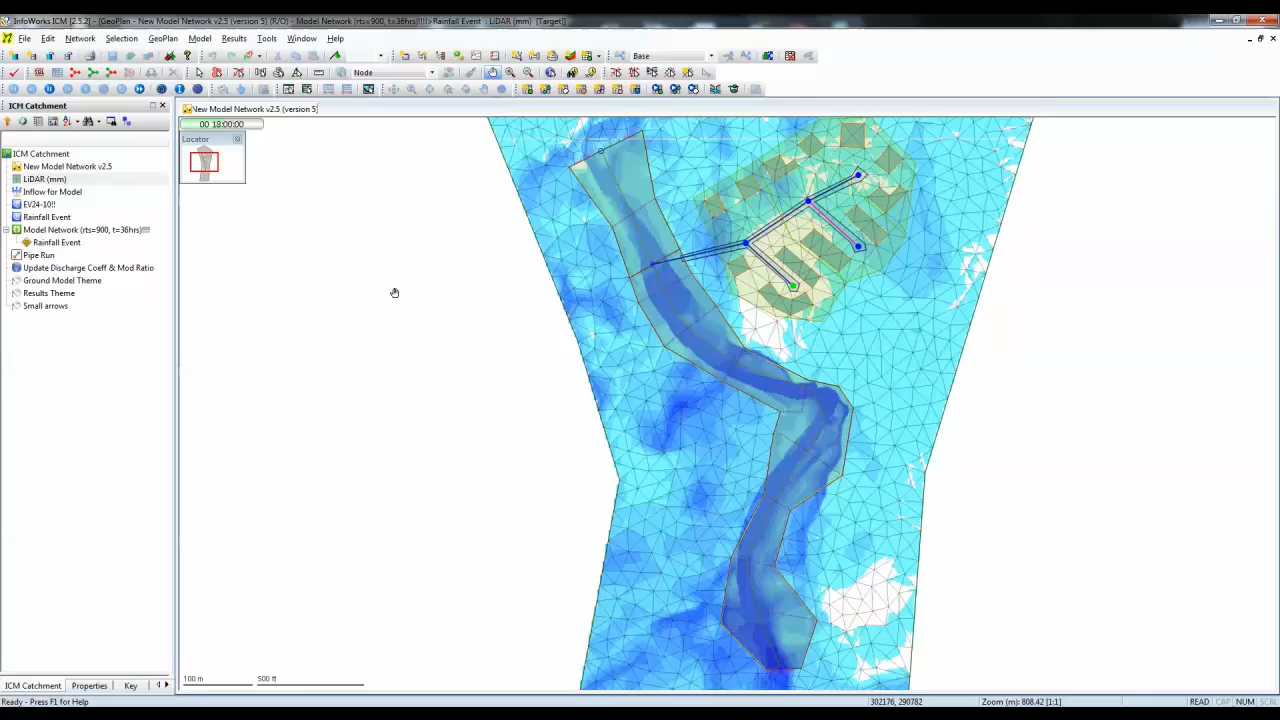 InfoWorks ICM [2.5.2] - [GeoPlan - New Model Network v2.5 (version 5) (R/O) - Model Network (rts=900, t=36hrs)!!!!>Rainfall Event : LiDAR (mm) [Target]]
File Edit Network Selection GeoPlan Model Results Tools Window Help
Base
Node
ICM Catchment
New Model Network v2.5 (version 5)
00 18:00:00
Locator
ICM Catchment
New Model Network v2.5
LiDAR (mm)
Inflow for Model
EV24-10!!
Rainfall Event
Model Network (rts=900, t=36hrs)
Rainfall Event
Pipe Run
Update Discharge Coeff & Mod Ratio
Ground Model Theme
Results Theme
Small arrows
100 m 500 ft
ICM Catchment Properties Key
Ready - Press F1 for Help 302176, 290782 Zoom (m): 808.42 [1:1] READ CAP NUM SCRL